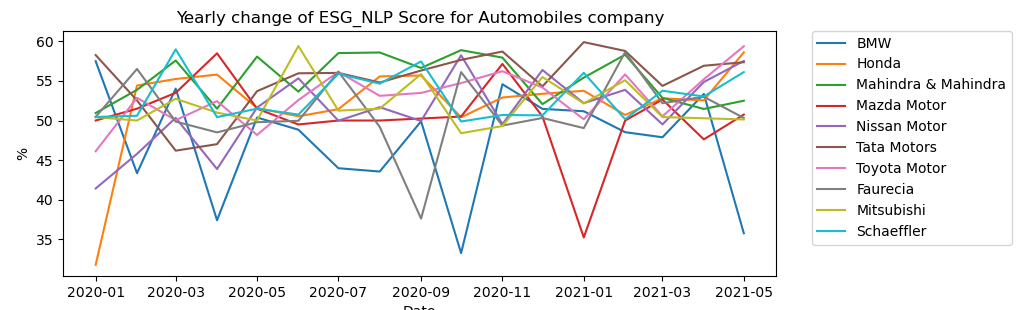 Yearly change of ESG_NLP Score for Automobiles company
%
60
55
50
45
40
35
2020-01 2020-03 2020-05 2020-07 2020-09 2020-11 2021-01 2021-03 2021-05
Date
BMW
Honda
Mahindra & Mahindra
Mazda Motor
Nissan Motor
Tata Motors
Toyota Motor
Faurecia
Mitsubishi
Schaeffler